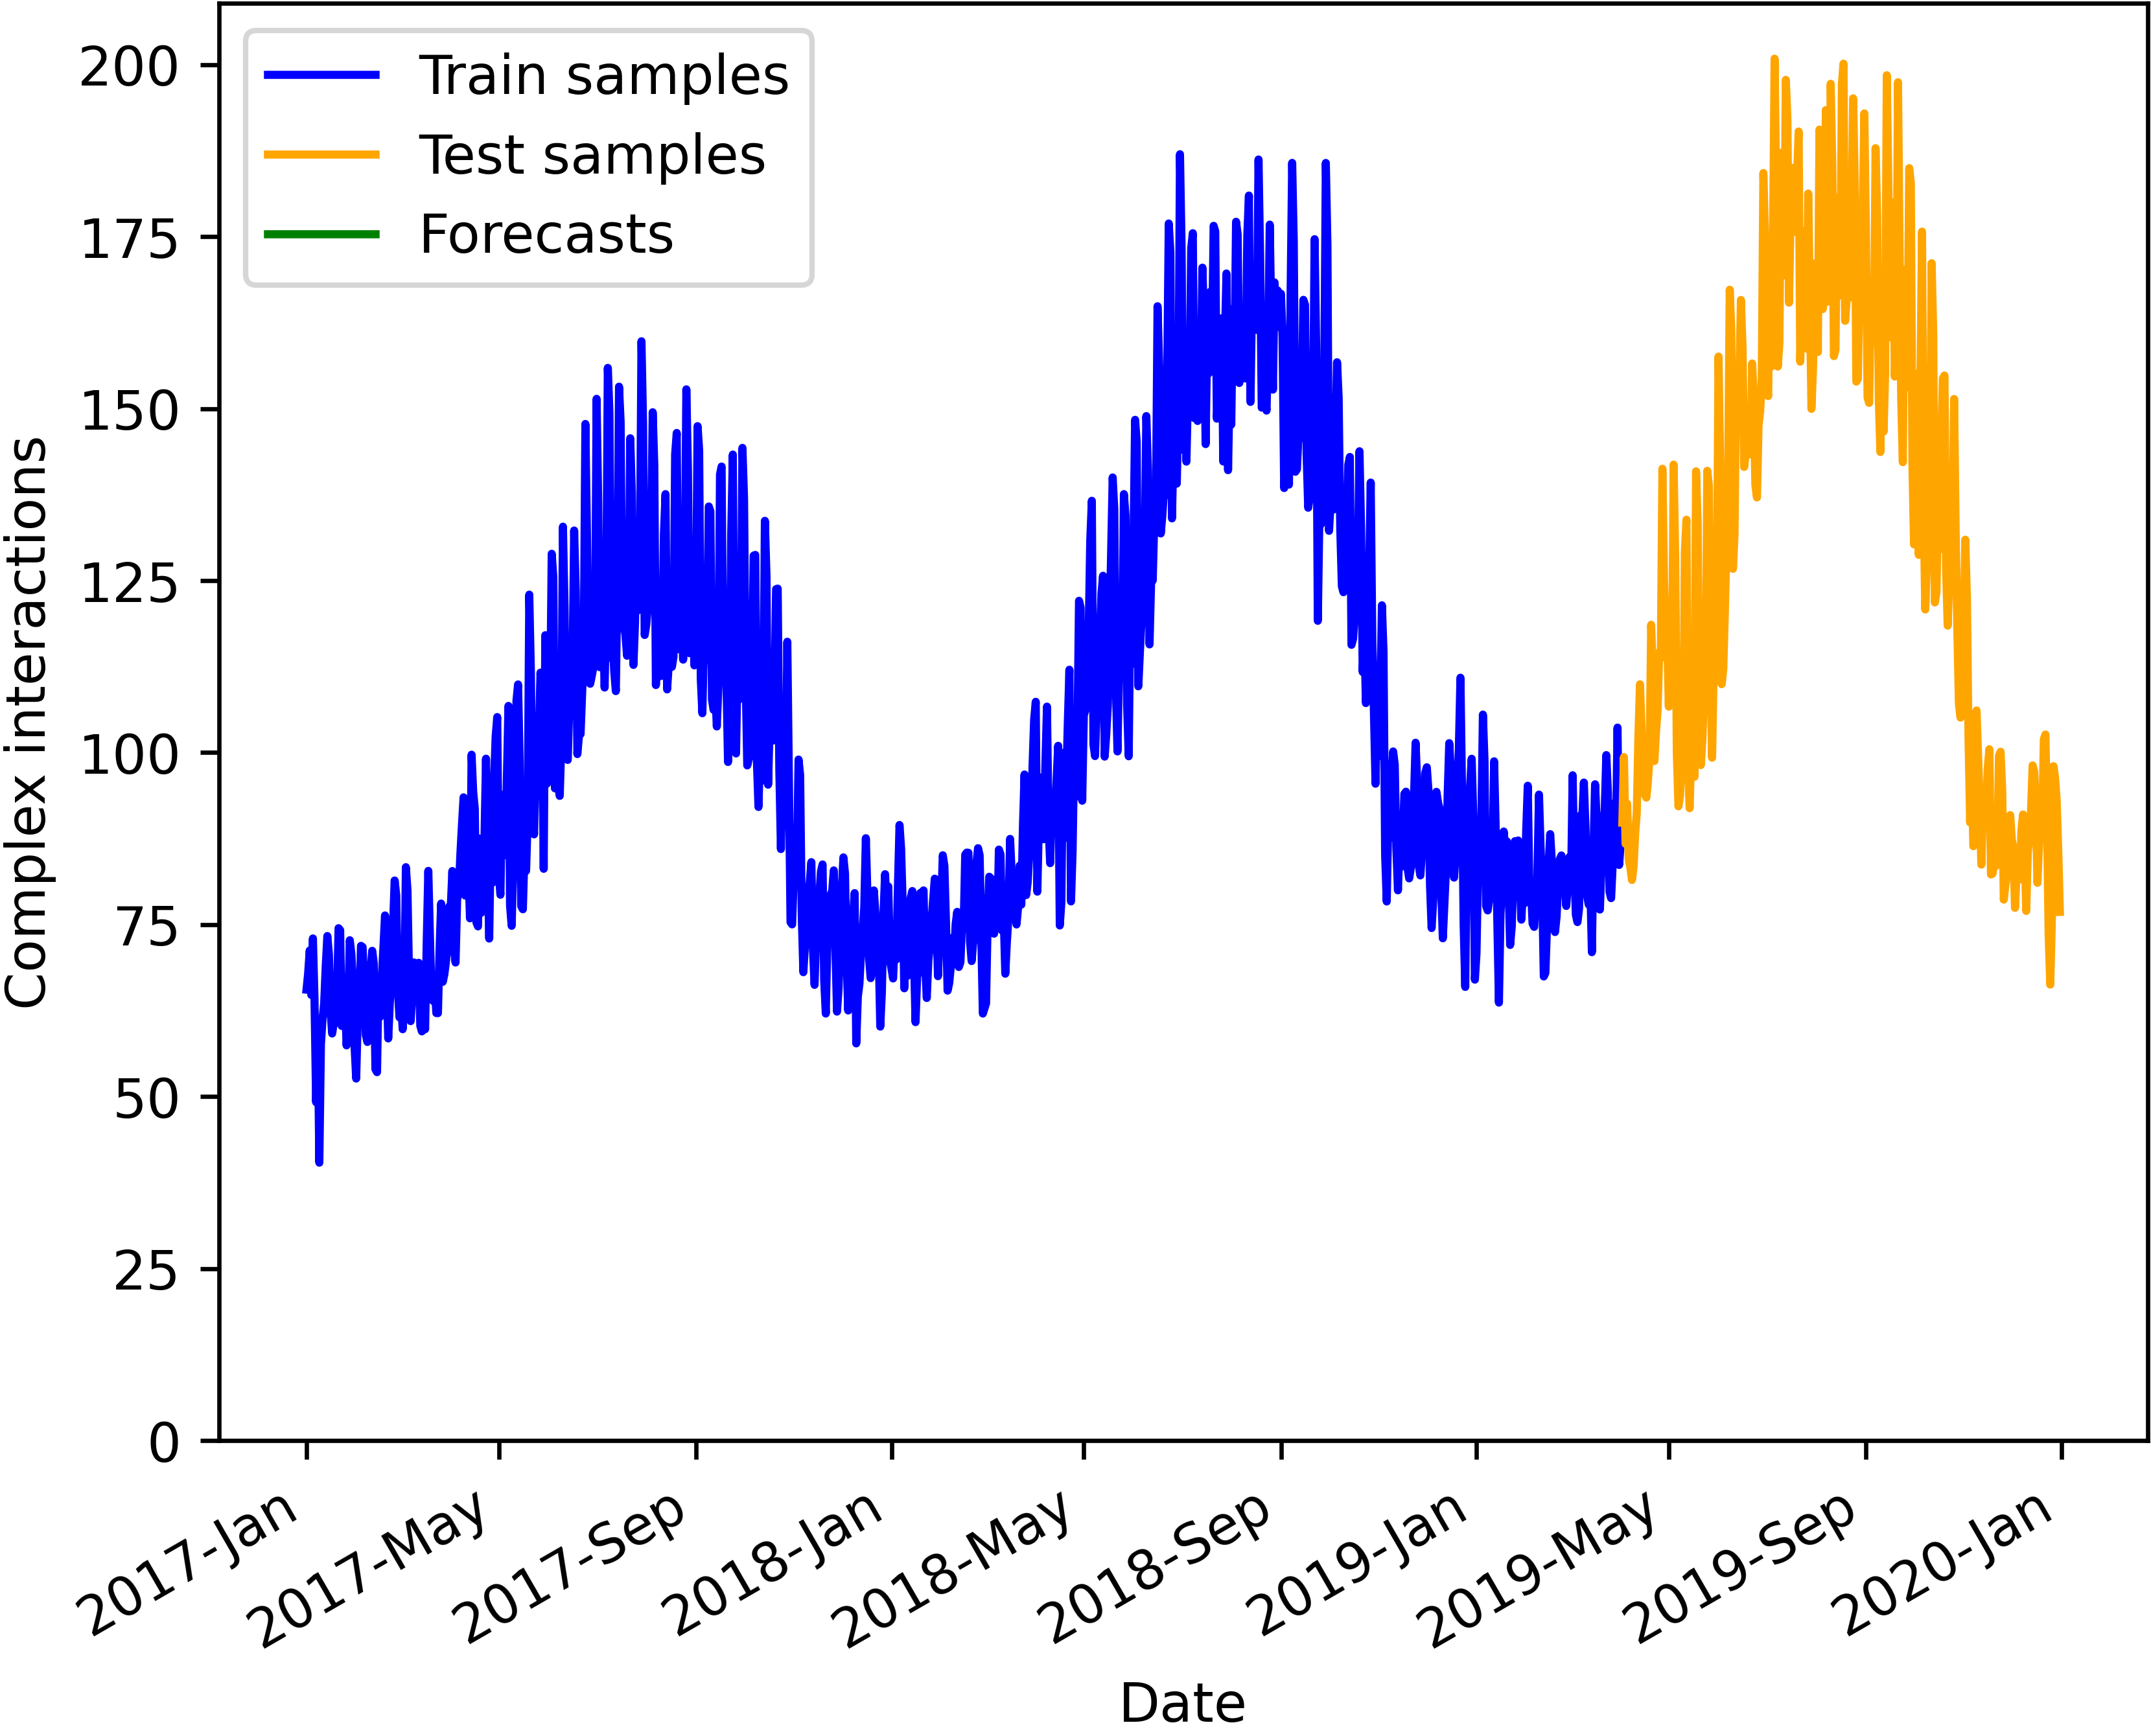 Train samples
Test samples
Forecasts
200
175
150
125
100
75
50
25
0
Complex interactions
2017-Jan
2017-May
2017-Sep
2018-Jan
2018-May
2018-Sep
2019-Jan
2019-May
2019-Sep
2020-Jan
Date